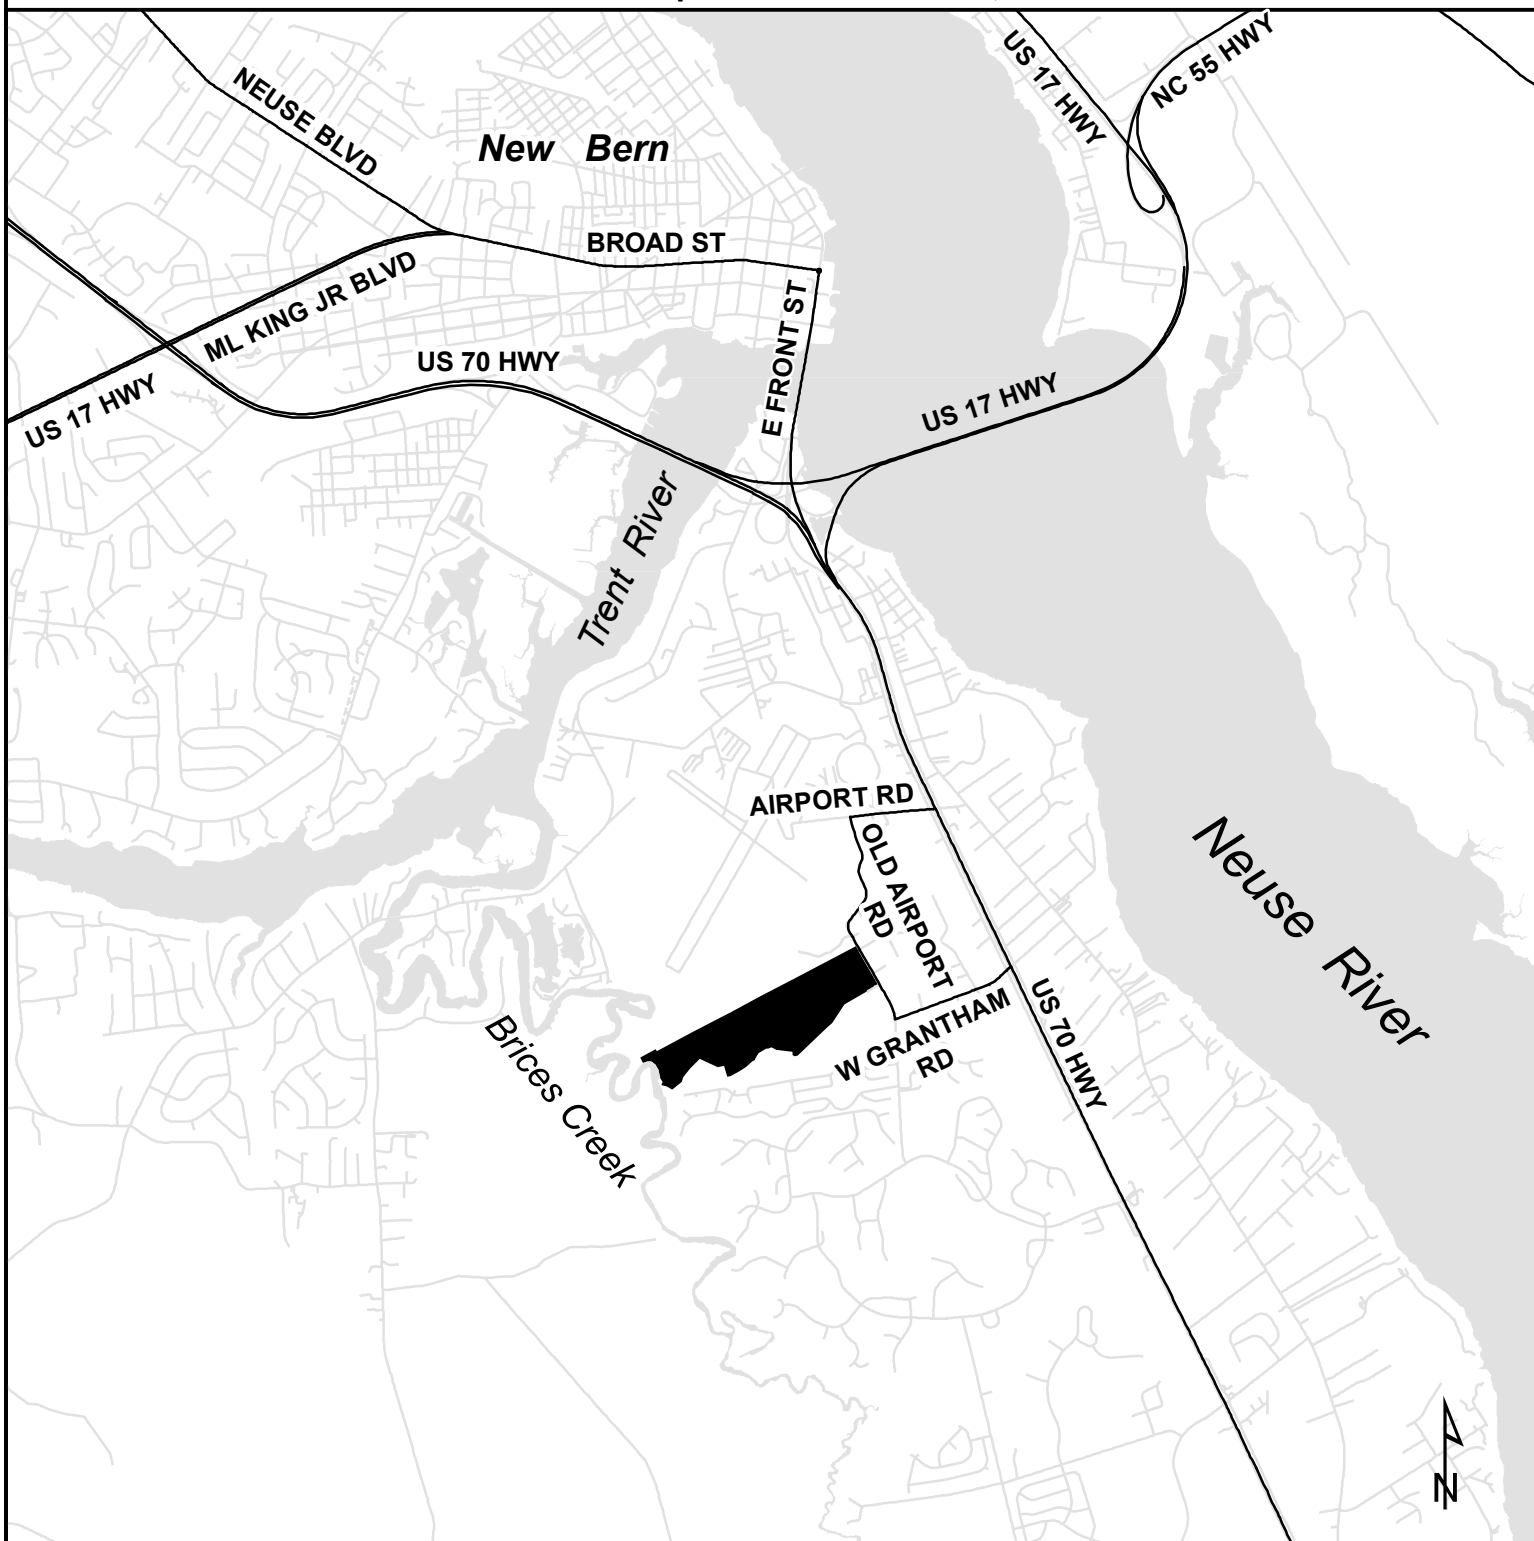 US 17 HWY
NC 55 HWY
NEUSE BLVD
New Bern
BROAD ST
ML KING JR BLVD
E FRONT ST
US 70 HWY
US 17 HWY
US 17 HWY
Trent River
AIRPORT RD
OLD AIRPORT
RD
Neuse River
US 70 HWY
W GRANTHAM
RD
Brices Creek
N